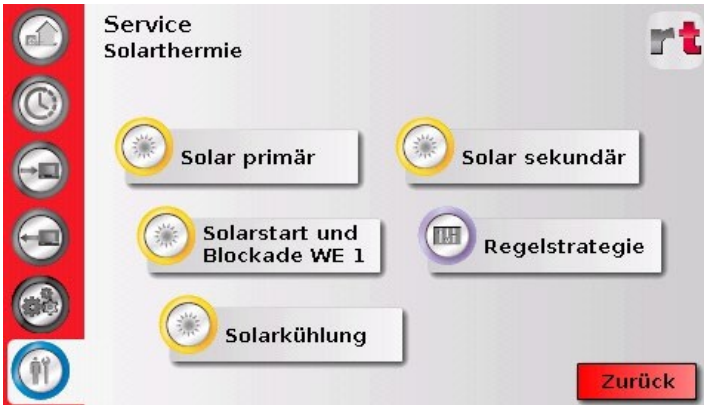 Service
Solarthermie
rt
Solar primär
Solar sekundär
Solarstart und
Blockade WE 1
Regelstrategie
Solarkühlung
Zurück